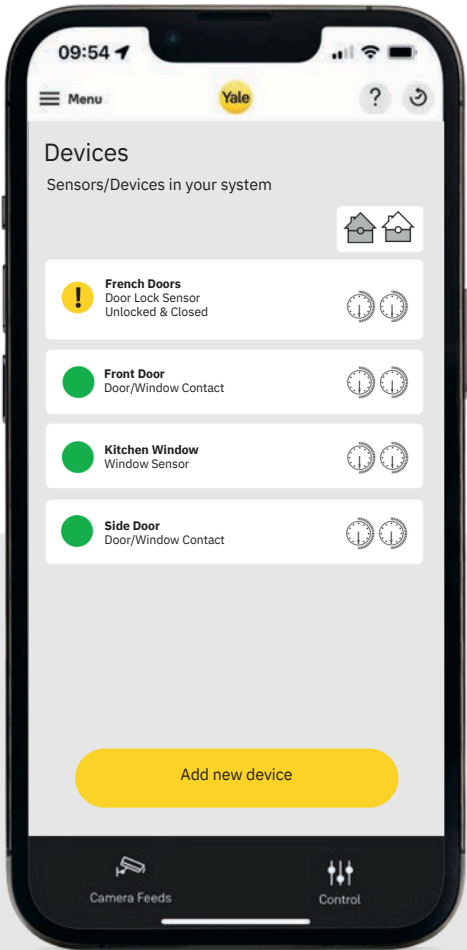 09:54
Menu
Yale
?
Devices
Sensors/Devices in your system
!
French Doors
Door Lock Sensor
Unlocked & Closed
Front Door
Door/Window Contact
Kitchen Window
Window Sensor
Side Door
Door/Window Contact
Add new device
Camera Feeds
Control